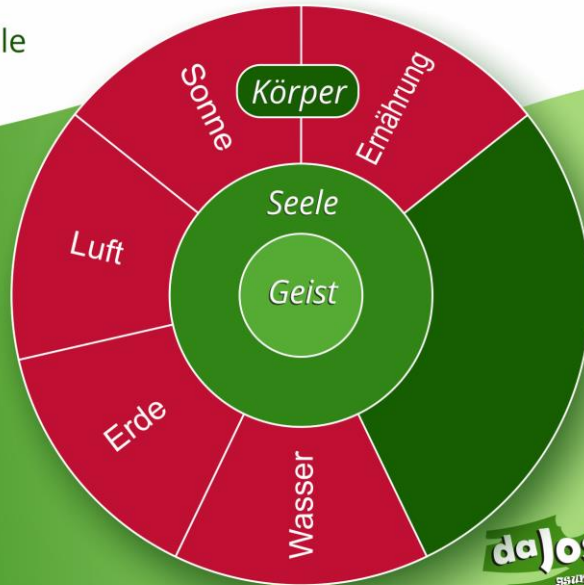 le
Körper
Sonne
Ernährung
Luft
Seele
Geist
Erde
Wasser
daJo